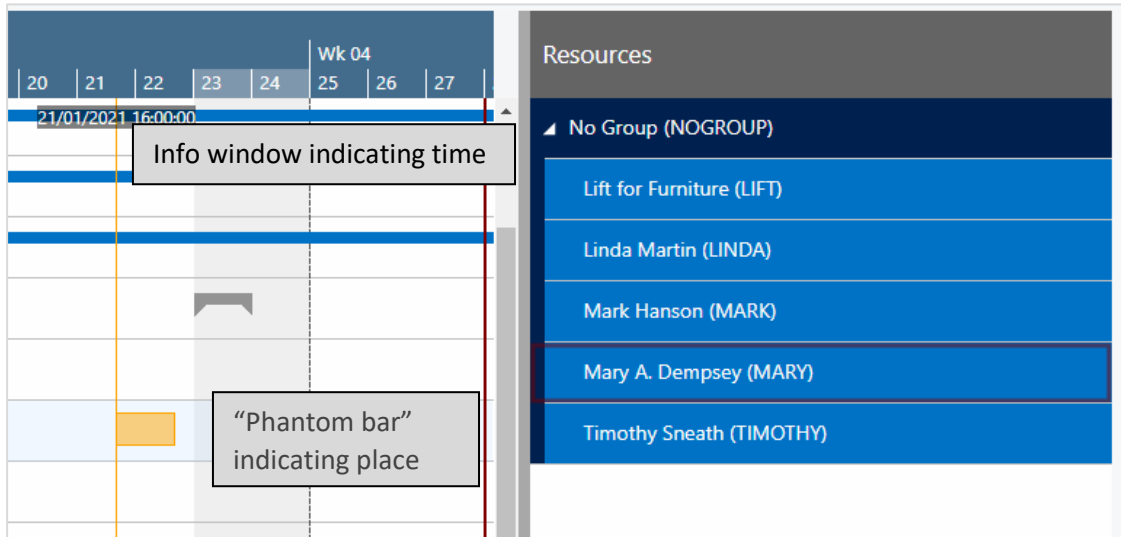 Wk 04
20 21 22 23 24 25 26 27
21/01/2021 16:00:00
Info window indicating time
“Phantom bar”
indicating place
Resources
No Group (NOGROUP)
Lift for Furniture (LIFT)
Linda Martin (LINDA)
Mark Hanson (MARK)
Mary A. Dempsey (MARY)
Timothy Sneath (TIMOTHY)